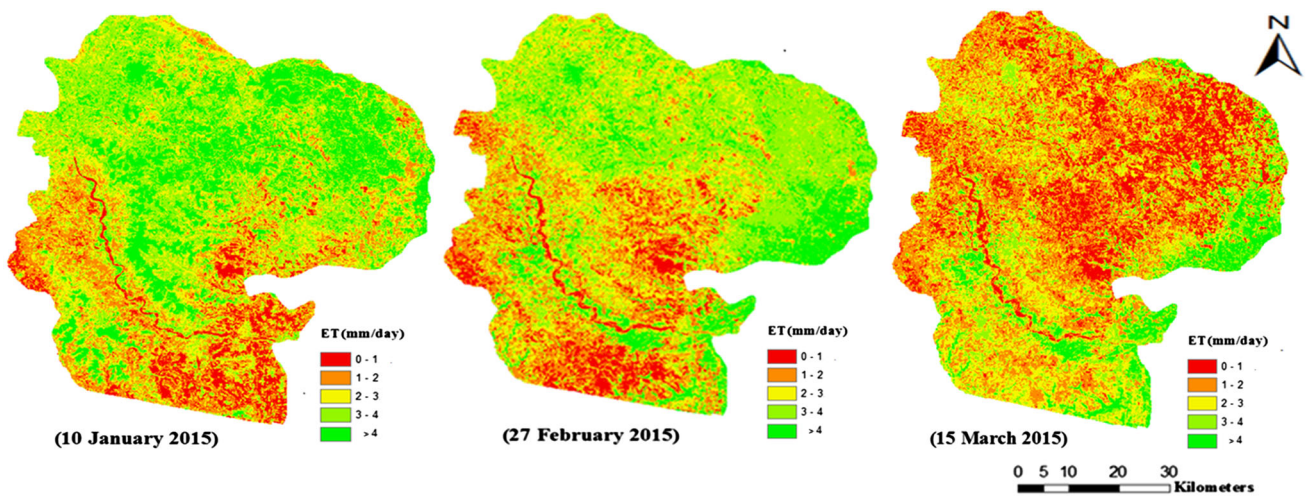 N
ET(mm/day)
0 - 1
1 - 2
2 - 3
3 - 4
>4
(10 January 2015)
ET(mm/day)
0 - 1
1 - 2
2 - 3
3 - 4
>4
(27 February 2015)
ET(mm/day)
0 - 1
1 - 2
2 - 3
3 - 4
>4
(15 March 2015)
0 5 10 20 30
Kilometers